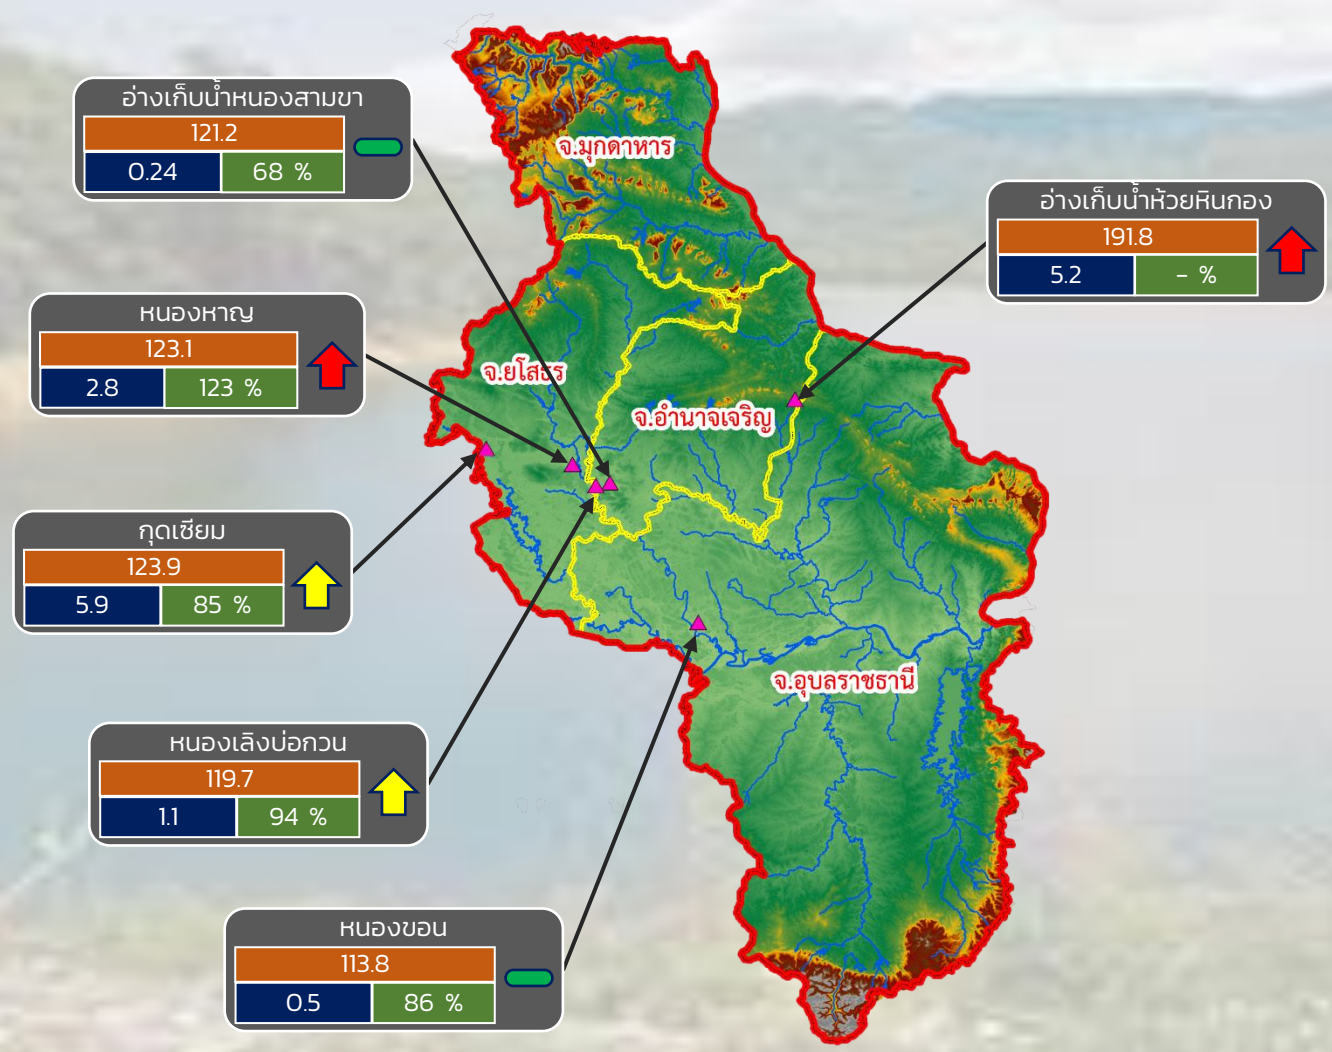 อ่างเก็บน้ำหนองสามขา
121.2
0.24 68 %
จ.มุกดาหาร
อ่างเก็บน้ำห้วยหินกอง
191.8
5.2 - %
หนองหาญ
123.1
2.8 123 %
จ.ยโสธร
จ.อำนาจเจริญ
กุดเซียม
123.9
5.9 85 %
จ.อุบลราชธานี
หนองเลิงบ่อกวน
119.7
1.1 94 %
หนองขอน
113.8
0.5 86 %